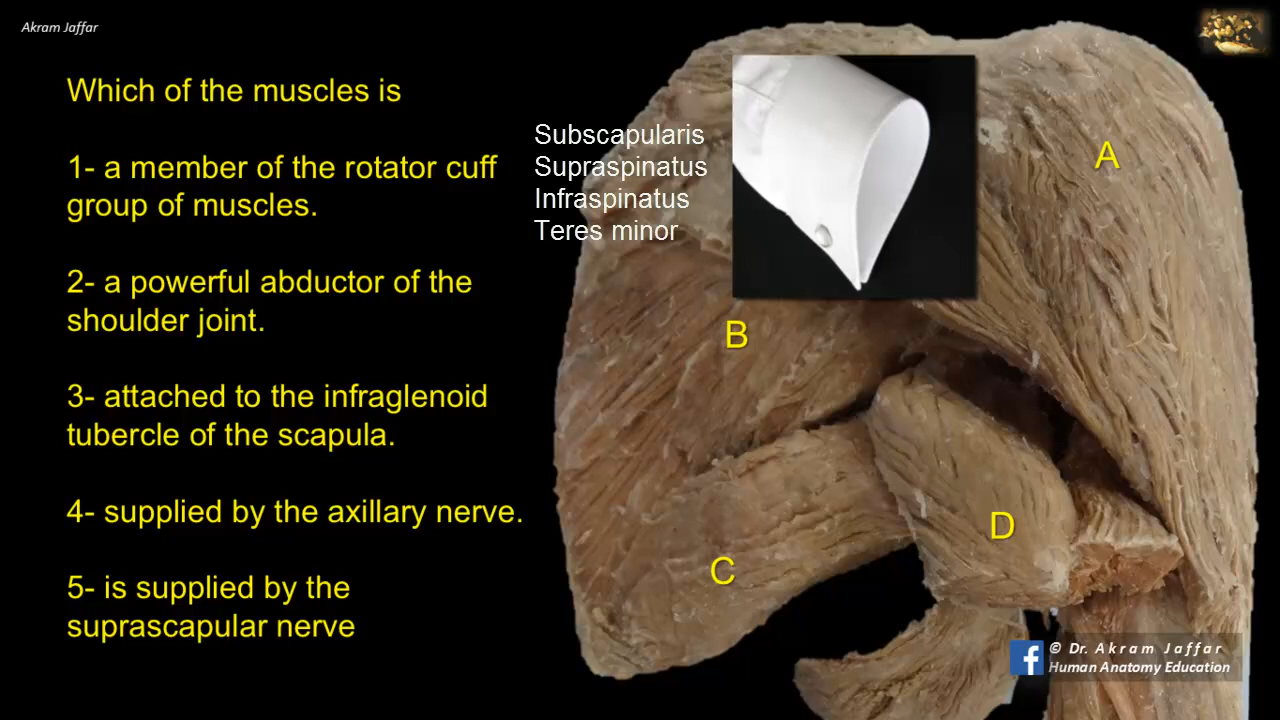 Akram Jaffar
Which of the muscles is
1- a member of the rotator cuff
group of muscles.
2- a powerful abductor of the
shoulder joint.
3- attached to the infraglenoid
tubercle of the scapula.
4- supplied by the axillary nerve.
5- is supplied by the
suprascapular nerve
Subscapularis
Supraspinatus
Infraspinatus
Teres minor
A
B
C
D
f
© Dr. Akram Jaffar
Human Anatomy Education